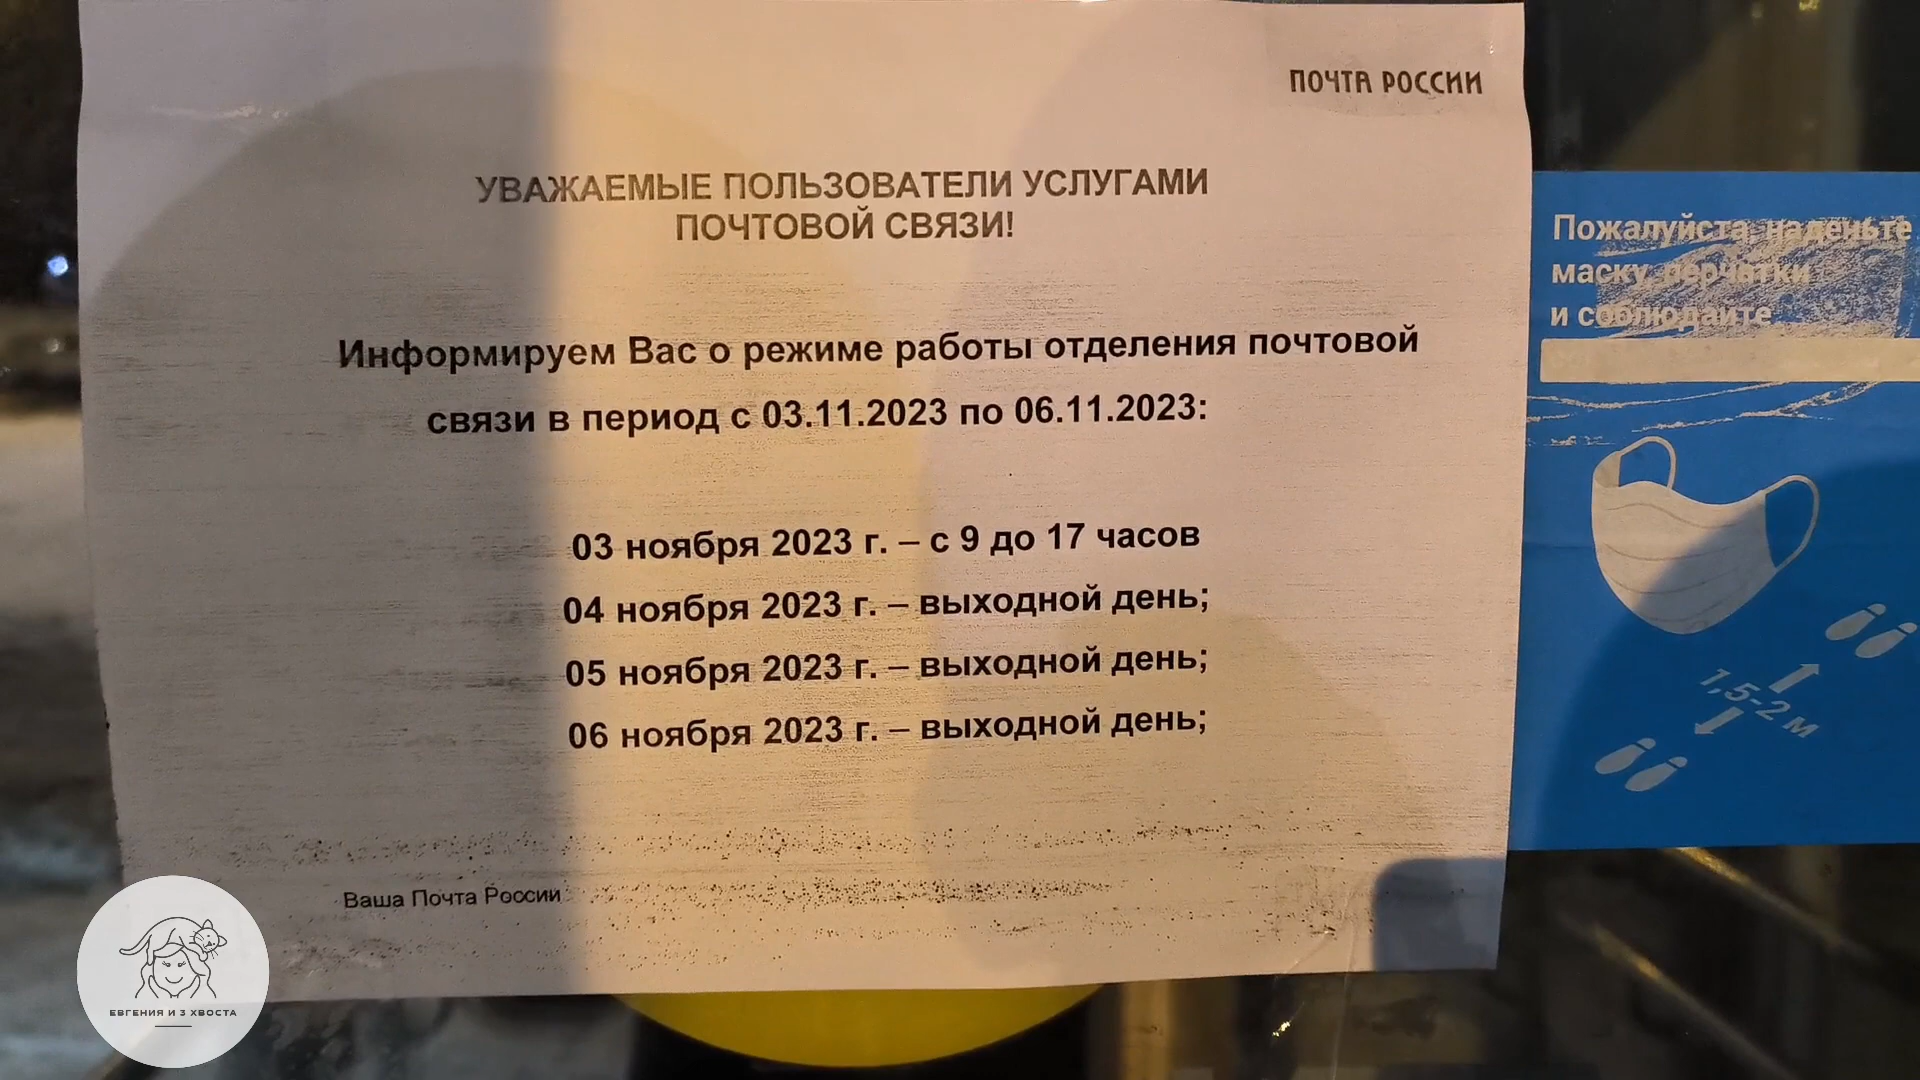 ПОЧТА РОССИИ
УВАЖАЕМЫЕ ПОЛЬЗОВАТЕЛИ УСЛУГАМИ
ПОЧТОВОЙ СВЯЗИ!
Информируем Вас о режиме работы отделения почтовой
связи в период с 03.11.2023 по 06.11.2023:
03 ноября 2023 г. – с 9 до 17 часов
04 ноября 2023 г. – выходной день;
05 ноября 2023 г. – выходной день;
06 ноября 2023 г. – выходной день;
Ваша Почта России
Пожалуйста, наденьте
маску, перчатки
и соблюдайте
1,5-2 м
ЕВГЕНИЯ И 3 ХВОСТА